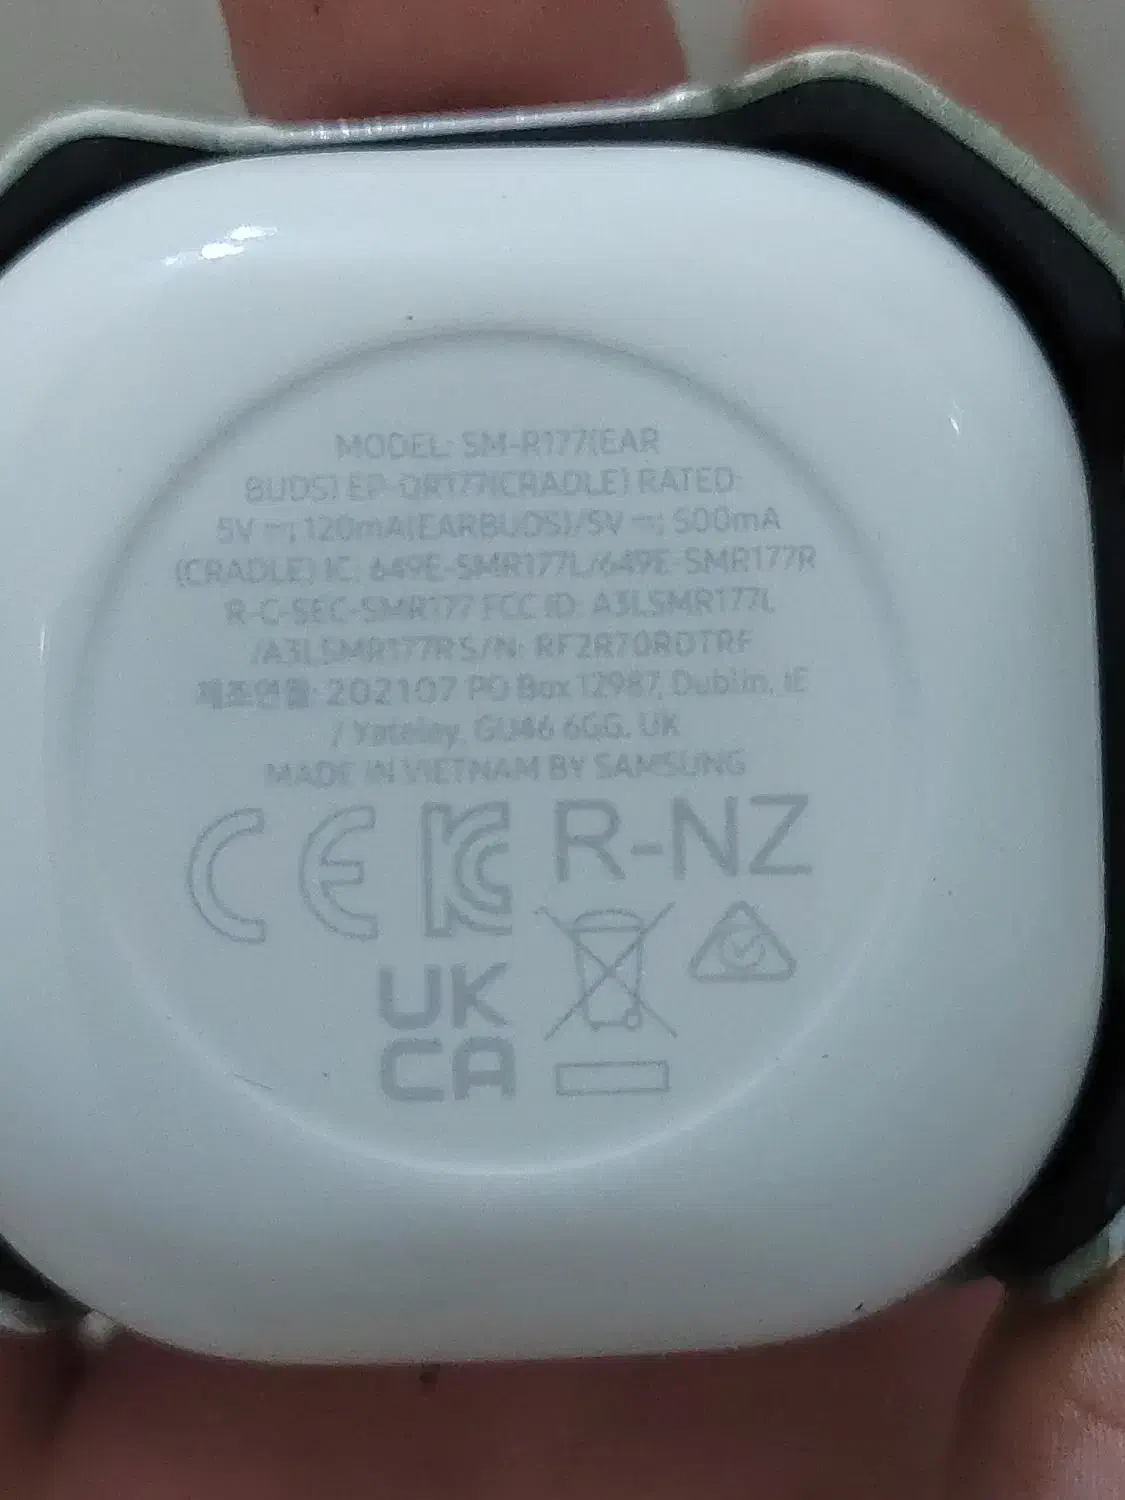 MODEL: SM-R177(EAR
BUDS) EP-QR177(CRADLE) RATED:
5V ⎓; 120mA(EARBUDS)/5V ⎓; 500mA
(CRADLE) IC: 649E-SMR177L/649E-SMR177R
R-C-SEC-SMR177 FCC ID: A3LSMR177L
/A3LSMR177R S/N: RF2R70RDTRF
제조연월: 202107 PO Box 12987, Dublin, IE
/ Yateley, GU46 6GG, UK
MADE IN VIETNAM BY SAMSUNG
CE KC R-NZ
UK
CA